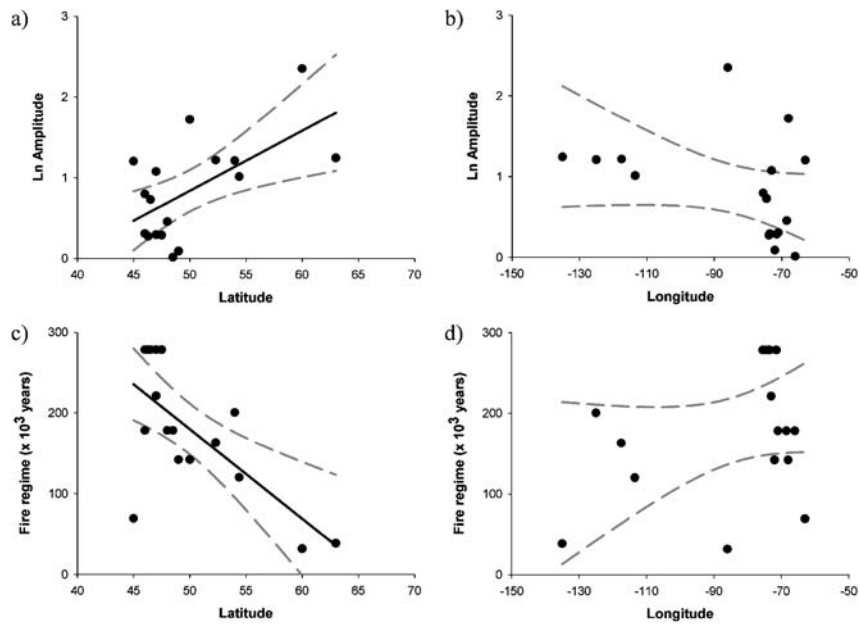 a)
3
2
1
0
Ln Amplitude
40 45 50 55 60 65 70
Latitude
b)
3
2
1
0
Ln Amplitude
-150 -130 -110 -90 -70 -50
Longitude
c)
300
200
100
0
Fire regime (x 10³ years)
40 45 50 55 60 65 70
Latitude
d)
300
200
100
0
Fire regime (x 10³ years)
-150 -130 -110 -90 -70 -50
Longitude